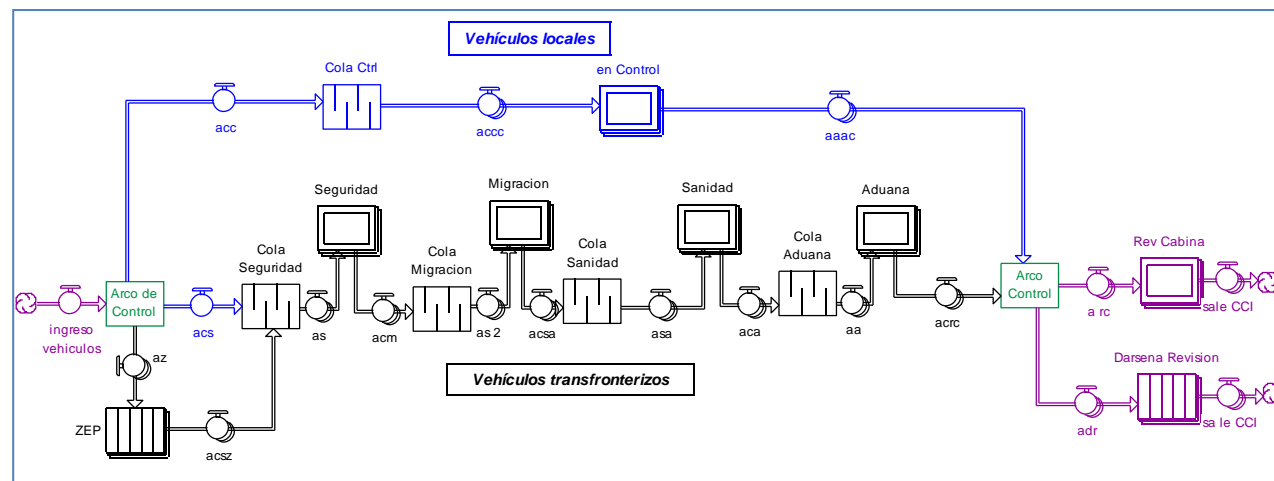 Vehículos locales
Cola Ctrl
en Control
acc
accc
aaac
Seguridad
Migracion
Sanidad
Aduana
Cola
Seguridad
Cola
Migracion
Cola
Sanidad
Cola
Aduana
Rev Cabina
Arco de
Control
Arco
Control
ingreso
vehiculos
acs
as
acm
as 2
acsa
asa
aca
aa
acrc
a rc
sale CCI
az
Vehículos transfronterizos
Darsena Revision
ZEP
acsz
adr
sa le CCI